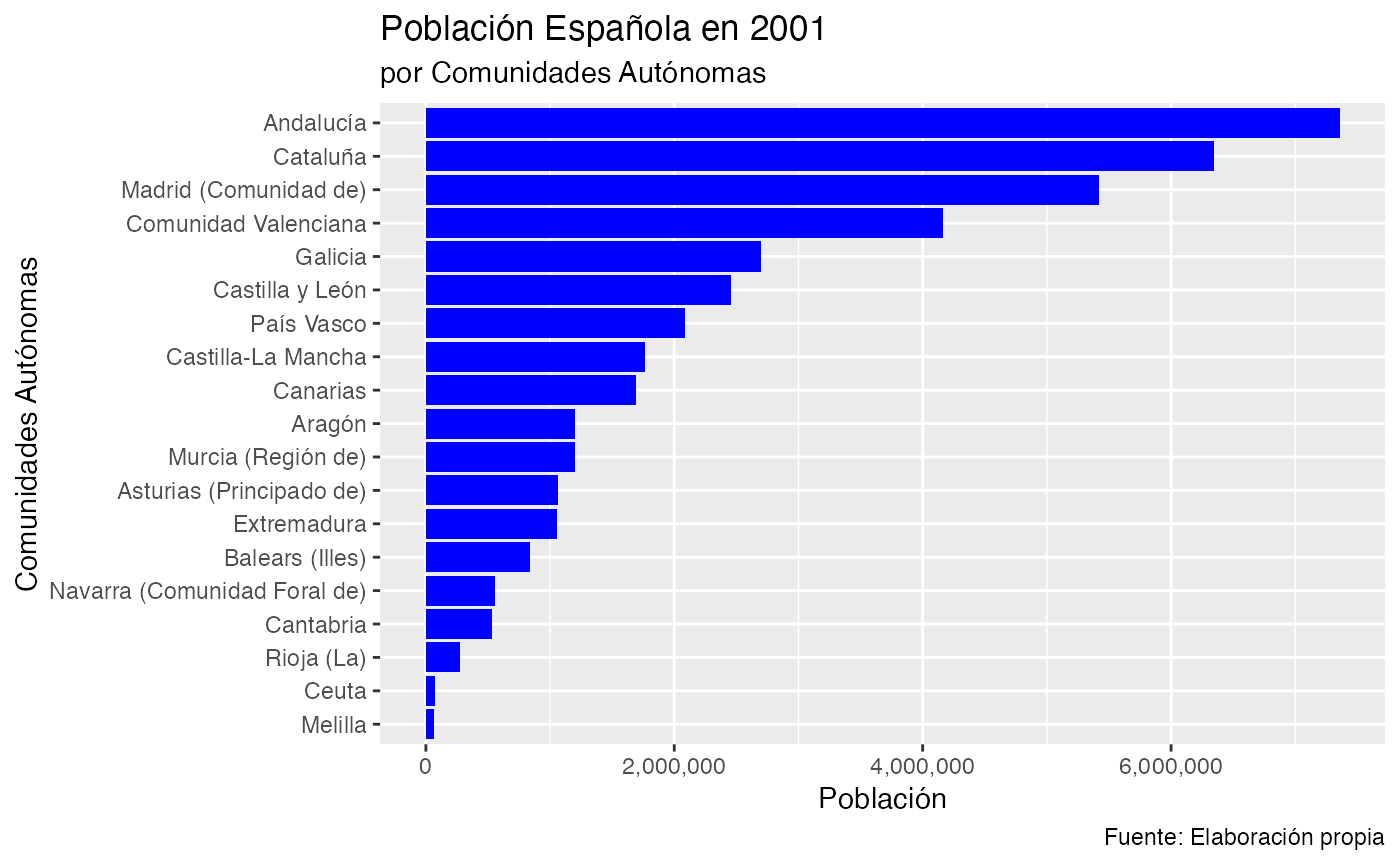 Población Española en 2001
por Comunidades Autónomas
Comunidades Autónomas
Andalucía
Cataluña
Madrid (Comunidad de)
Comunidad Valenciana
Galicia
Castilla y León
País Vasco
Castilla-La Mancha
Canarias
Aragón
Murcia (Región de)
Asturias (Principado de)
Extremadura
Balears (Illes)
Navarra (Comunidad Foral de)
Cantabria
Rioja (La)
Ceuta
Melilla
0 2,000,000 4,000,000 6,000,000
Población
Fuente: Elaboración propia